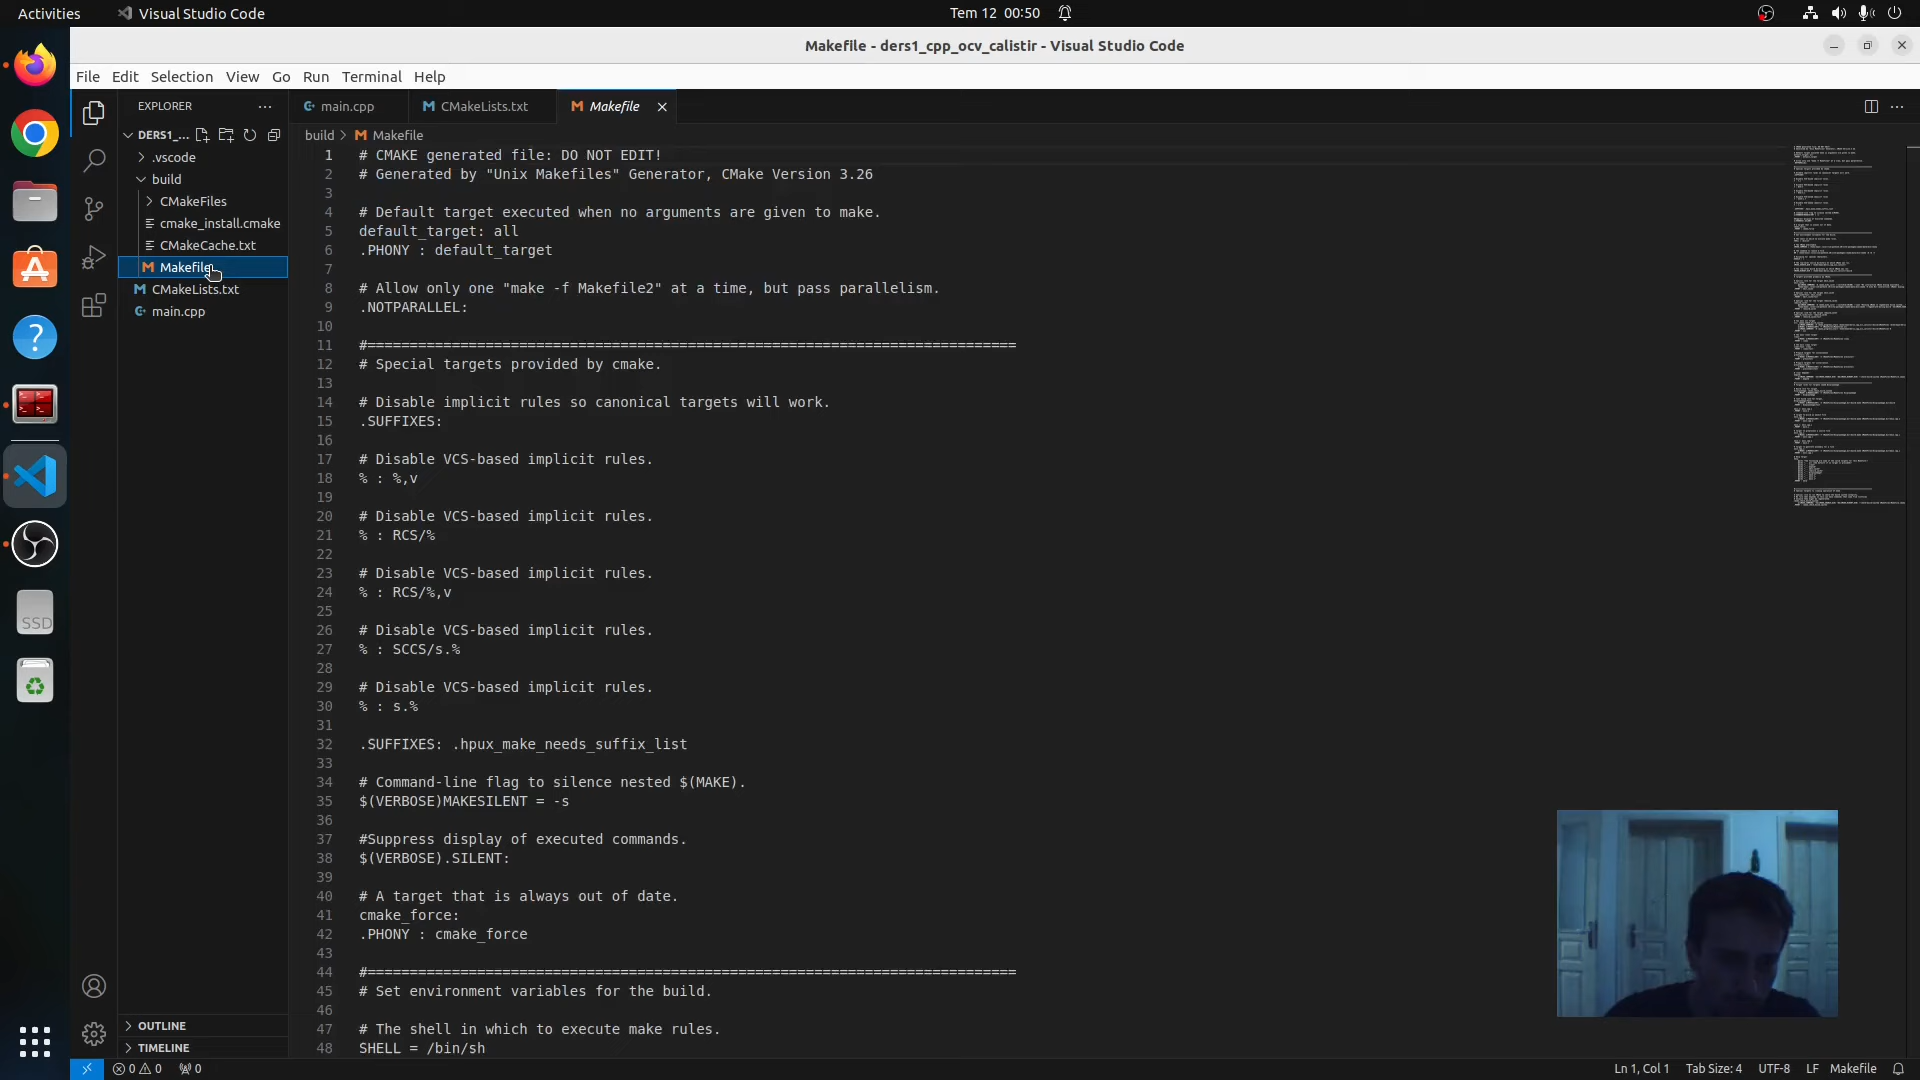 Activities
Visual Studio Code
Tem 12 00:50
Makefile - ders1_cpp_ocv_calistir - Visual Studio Code
File Edit Selection View Go Run Terminal Help
EXPLORER
main.cpp
CMakeLists.txt
Makefile
DERS1_...
build > Makefile
.vscode
build
CMakeFiles
cmake_install.cmake
CMakeCache.txt
Makefile
CMakeLists.txt
main.cpp
1 # CMAKE generated file: DO NOT EDIT!
2 # Generated by "Unix Makefiles" Generator, CMake Version 3.26
3
4 # Default target executed when no arguments are given to make.
5 default_target: all
6 .PHONY : default_target
7
8 # Allow only one "make -f Makefile2" at a time, but pass parallelism.
9 .NOTPARALLEL:
10
11 #=============================================================================
12 # Special targets provided by cmake.
13
14 # Disable implicit rules so canonical targets will work.
15 .SUFFIXES:
16
17 # Disable VCS-based implicit rules.
18 % : %,v
19
20 # Disable VCS-based implicit rules.
21 % : RCS/%
22
23 # Disable VCS-based implicit rules.
24 % : RCS/%,v
25
26 # Disable VCS-based implicit rules.
27 % : SCCS/s.%
28
29 # Disable VCS-based implicit rules.
30 % : s.%
31
32 .SUFFIXES: .hpux_make_needs_suffix_list
33
34 # Command-line flag to silence nested $(MAKE).
35 $(VERBOSE)MAKESILENT = -s
36
37 #Suppress display of executed commands.
38 $(VERBOSE).SILENT:
39
40 # A target that is always out of date.
41 cmake_force:
42 .PHONY : cmake_force
43
44 #=============================================================================
45 # Set environment variables for the build.
46
47 # The shell in which to execute make rules.
48 SHELL = /bin/sh
SSD
OUTLINE
TIMELINE
0 0 0
Ln 1, Col 1 Tab Size: 4 UTF-8 LF Makefile